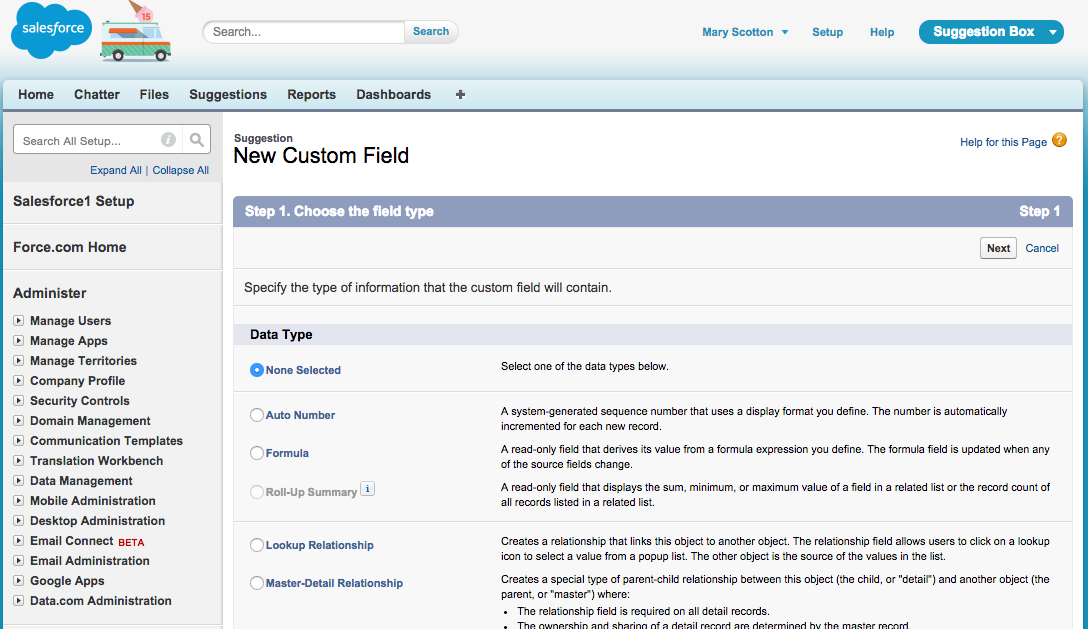 salesforce
15
Search...
Search
Mary Scotton
Setup
Help
Suggestion Box
Home
Chatter
Files
Suggestions
Reports
Dashboards
+
Search All Setup...
i
Expand All | Collapse All
Salesforce1 Setup
Force.com Home
Administer
Manage Users
Manage Apps
Manage Territories
Company Profile
Security Controls
Domain Management
Communication Templates
Translation Workbench
Data Management
Mobile Administration
Desktop Administration
Email Connect BETA
Email Administration
Google Apps
Data.com Administration
Suggestion
New Custom Field
Help for this Page ?
Step 1. Choose the field type
Step 1
Next
Cancel
Specify the type of information that the custom field will contain.
Data Type
None Selected
Select one of the data types below.
Auto Number
A system-generated sequence number that uses a display format you define. The number is automatically
incremented for each new record.
Formula
A read-only field that derives its value from a formula expression you define. The formula field is updated when any
of the source fields change.
Roll-Up Summary i
A read-only field that displays the sum, minimum, or maximum value of a field in a related list or the record count of
all records listed in a related list.
Lookup Relationship
Creates a relationship that links this object to another object. The relationship field allows users to click on a lookup
icon to select a value from a popup list. The other object is the source of the values in the list.
Master-Detail Relationship
Creates a special type of parent-child relationship between this object (the child, or "detail") and another object (the
parent, or "master") where:
• The relationship field is required on all detail records.
• The ownership and sharing of a detail record are determined by the master record.